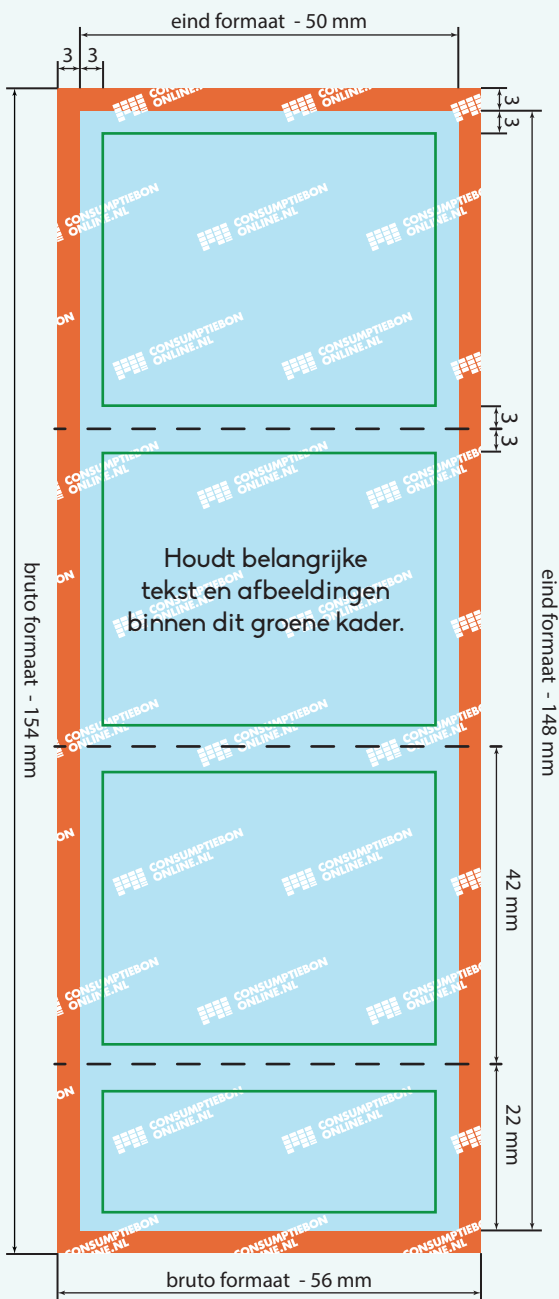 eind formaat - 50 mm
3 3
3
3
CONSUMPTIEBON
ONLINE.NL
3
3
Houdt belangrijke
tekst en afbeeldingen
binnen dit groene kader.
bruto formaat - 154 mm
eind formaat - 148 mm
42 mm
22 mm
bruto formaat - 56 mm